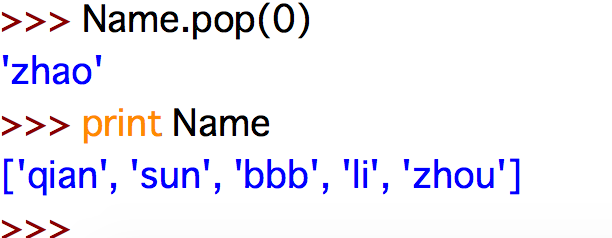 >>> Name.pop(0)
'zhao'
>>> print Name
['qian', 'sun', 'bbb', 'li', 'zhou']
>>>